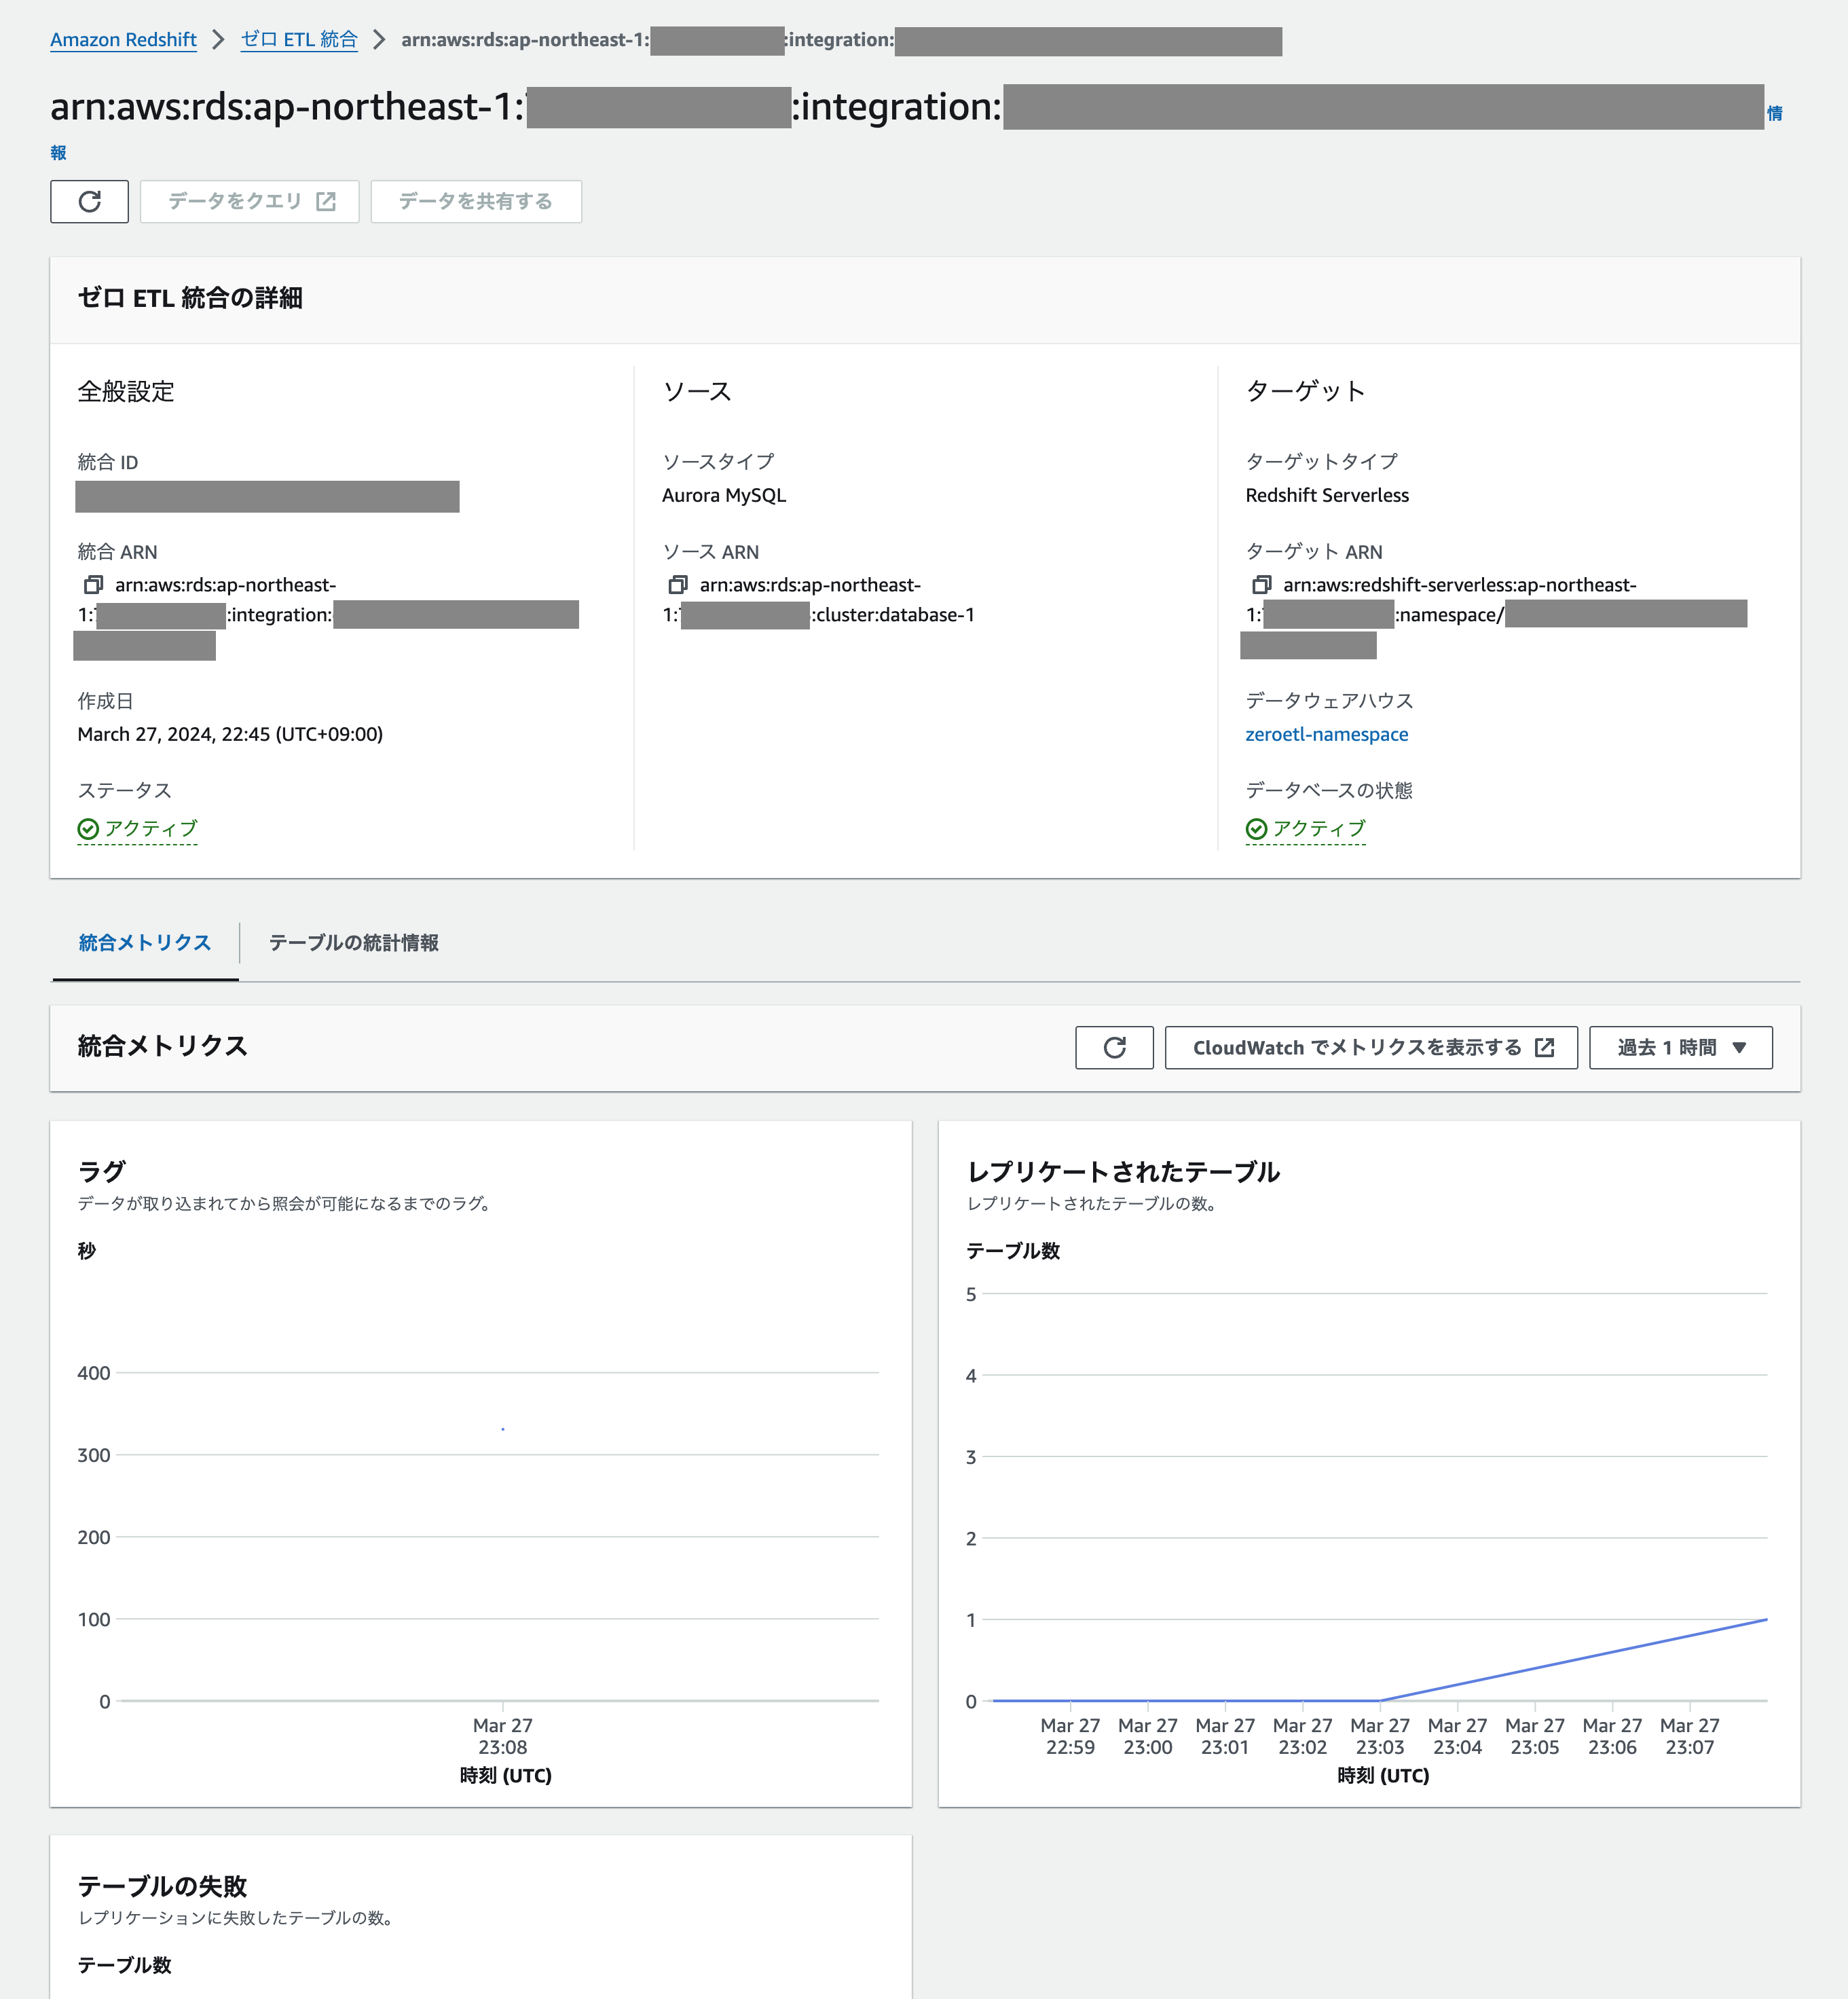 Amazon Redshift > ゼロ ETL 統合 > arn:aws:rds:ap-northeast-1: :integration:
arn:aws:rds:ap-northeast-1: :integration: 情
報
データをクエリ データを共有する
ゼロ ETL 統合の詳細
全般設定
統合 ID
統合 ARN
arn:aws:rds:ap-northeast-
1: :integration:
作成日
March 27, 2024, 22:45 (UTC+09:00)
ステータス
アクティブ
ソース
ソースタイプ
Aurora MySQL
ソース ARN
arn:aws:rds:ap-northeast-
1: :cluster:database-1
ターゲット
ターゲットタイプ
Redshift Serverless
ターゲット ARN
arn:aws:redshift-serverless:ap-northeast-
1: :namespace/
データウェアハウス
zeroetl-namespace
データベースの状態
アクティブ
統合メトリクス テーブルの統計情報
統合メトリクス CloudWatch でメトリクスを表示する 過去 1 時間
ラグ
データが取り込まれてから照会が可能になるまでのラグ。
秒
400
300
200
100
0
Mar 27
23:08
時刻 (UTC)
レプリケートされたテーブル
レプリケートされたテーブルの数。
テーブル数
5
4
3
2
1
0
Mar 27 Mar 27 Mar 27 Mar 27 Mar 27 Mar 27 Mar 27 Mar 27 Mar 27
22:59 23:00 23:01 23:02 23:03 23:04 23:05 23:06 23:07
時刻 (UTC)
テーブルの失敗
レプリケーションに失敗したテーブルの数。
テーブル数